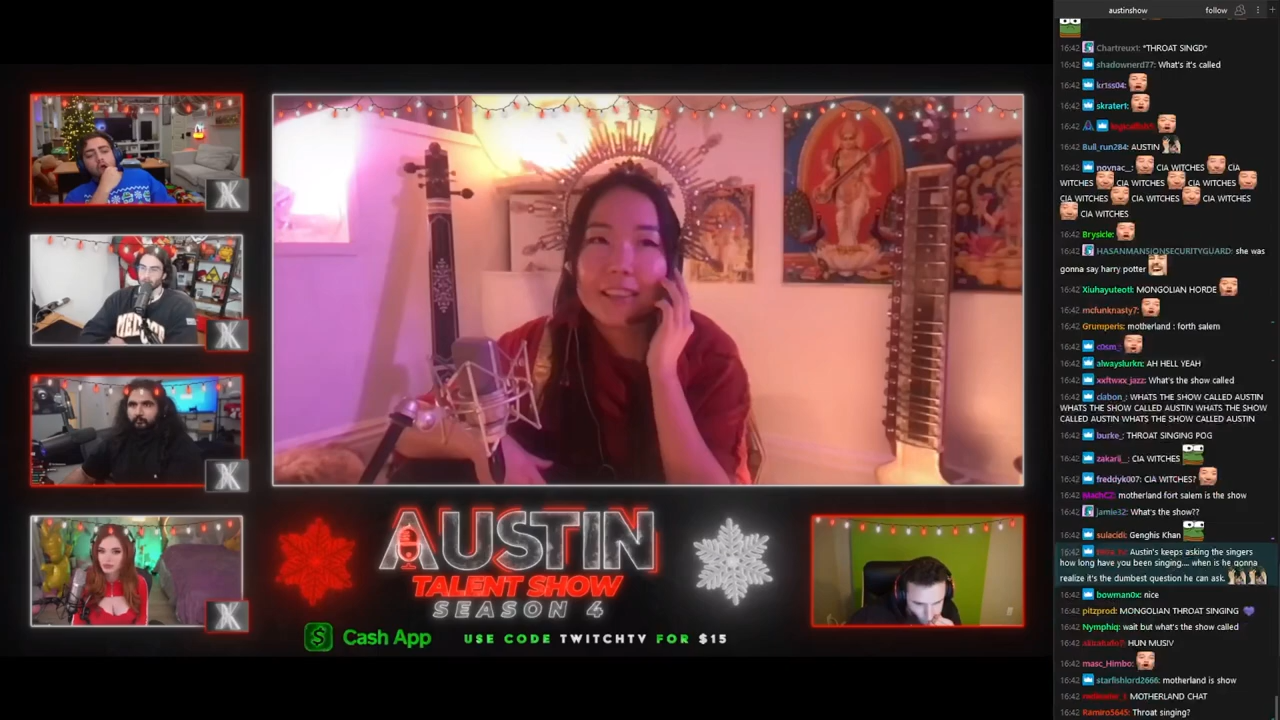 AUSTIN
TALENT SHOW
SEASON 4
Cash App
USE CODE TWITCHTV FOR $15
X
X
X
X
austinshow
follow
16:42 Chartreux1: *THROAT SINGD*
16:42 shadownerd77: What's it's called
16:42 kr1ss04:
16:42 skratert:
16:42
16:42 Bull_run284: AUSTIN
16:42 noynac_: CIA WITCHES CIA
WITCHES CIA WITCHES CIA WITCHES
CIA WITCHES CIA WITCHES CIA WITCHES
CIA WITCHES
16:42 Brysicle:
16:42 HASANMANSIONSECURITYGUARD: she was
gonna say harry potter
16:42 Xiuhayuteotl: MONGOLIAN HORDE
16:42 mcfunknasty7:
16:42 Grumperis: motherland : forth salem
16:42 c0sm_:
16:42 alwayslurkn: AH HELL YEAH
16:42 xxftwxx_jazz: What's the show called
16:42 clabon_: WHATS THE SHOW CALLED AUSTIN
WHATS THE SHOW CALLED AUSTIN WHATS THE SHOW
CALLED AUSTIN WHATS THE SHOW CALLED AUSTIN
16:42 burke_: THROAT SINGING POG
16:42 zakarii_: CIA WITCHES
16:42 freddyk007: CIA WITCHES?
16:42 MachCZ: motherland fort salem is the show
16:42 jamie32: What's the show??
16:42 sulacidi: Genghis Khan
16:42 Austin's keeps asking the singers
how long have you been singing.... when is he gonna
realize it's the dumbest question he can ask.
16:42 bowman0x: nice
16:42 pitzprod: MONGOLIAN THROAT SINGING
16:42 Nymphiq: wait but what's the show called
16:42 HUN MUSIV
16:42 masc_Himbo:
16:42 starfishlord2666: motherland is show
16:42 MOTHERLAND CHAT
16:42 Ramiro5645: Throat singing?